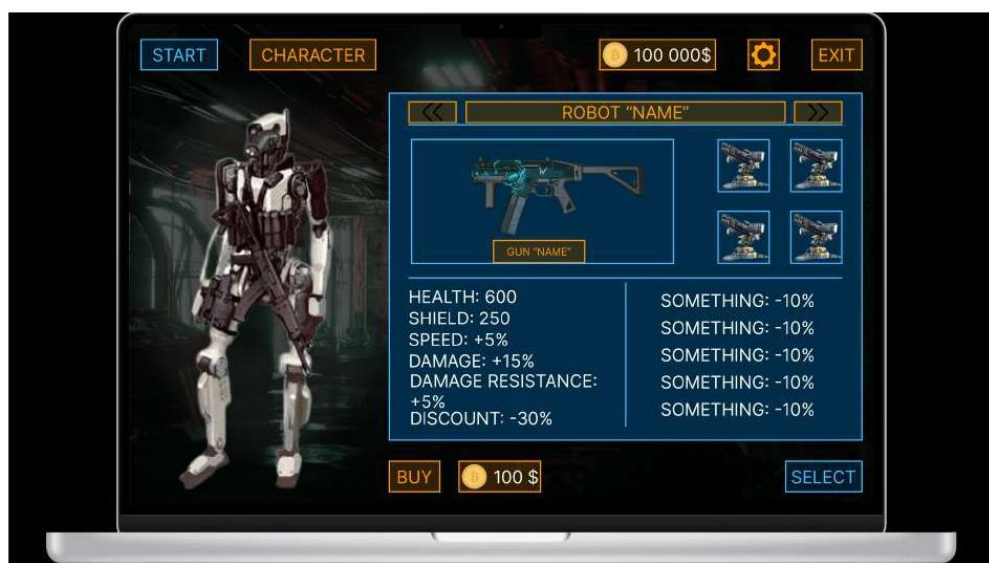 START
CHARACTER
100 000$
EXIT
<<
ROBOT "NAME"
>>
GUN "NAME"
HEALTH: 600
SHIELD: 250
SPEED: +5%
DAMAGE: +15%
DAMAGE RESISTANCE:
+5%
DISCOUNT: -30%
SOMETHING: -10%
SOMETHING: -10%
SOMETHING: -10%
SOMETHING: -10%
SOMETHING: -10%
BUY
100 $
SELECT